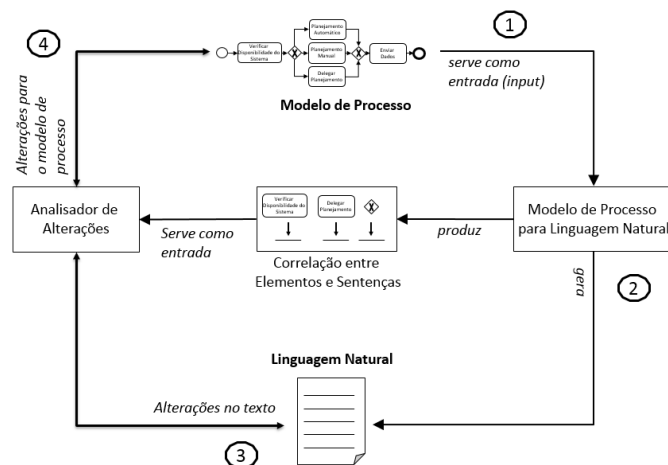 4
1
Verificar
Disponibilidade do
Sistema
Planejamento
Automático
Planejamento
Manual
Delegar
Planejamento
Enviar
Dados
Modelo de Processo
serve como
entrada (input)
Alterações para
o modelo de
processo
Analisador de
Alterações
Serve como
entrada
Verificar
Disponibilidade do
Sistema
Delegar
Planejamento
Correlação entre
Elementos e Sentenças
produz
Modelo de Processo
para Linguagem Natural
gera
2
Linguagem Natural
Alterações no texto
3